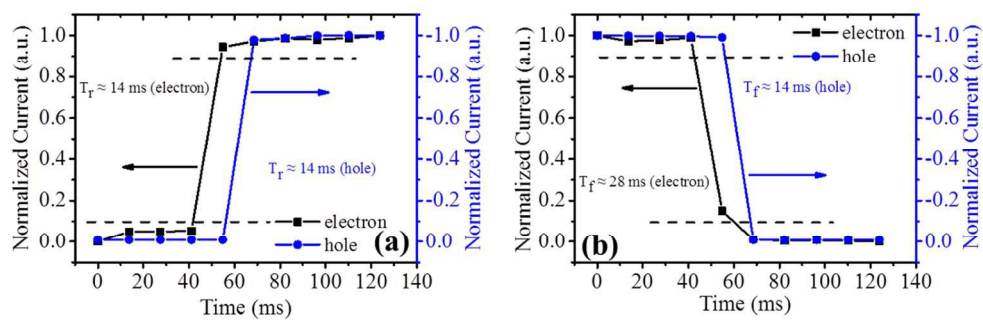 Normalized Current (a.u.)
1.0
0.8
0.6
0.4
0.2
0.0
T_r ≈ 14 ms (electron)
T_r ≈ 14 ms (hole)
electron
hole
(a)
-1.0
-0.8
-0.6
-0.4
-0.2
-0.0
Normalized Current (a.u.)
0 20 40 60 80 100 120 140
Time (ms)
Normalized Current (a.u.)
1.0
0.8
0.6
0.4
0.2
0.0
electron
hole
T_f ≈ 14 ms (hole)
T_f ≈ 28 ms (electron)
(b)
-1.0
-0.8
-0.6
-0.4
-0.2
-0.0
Normalized Current (a.u.)
0 20 40 60 80 100 120 140
Time (ms)